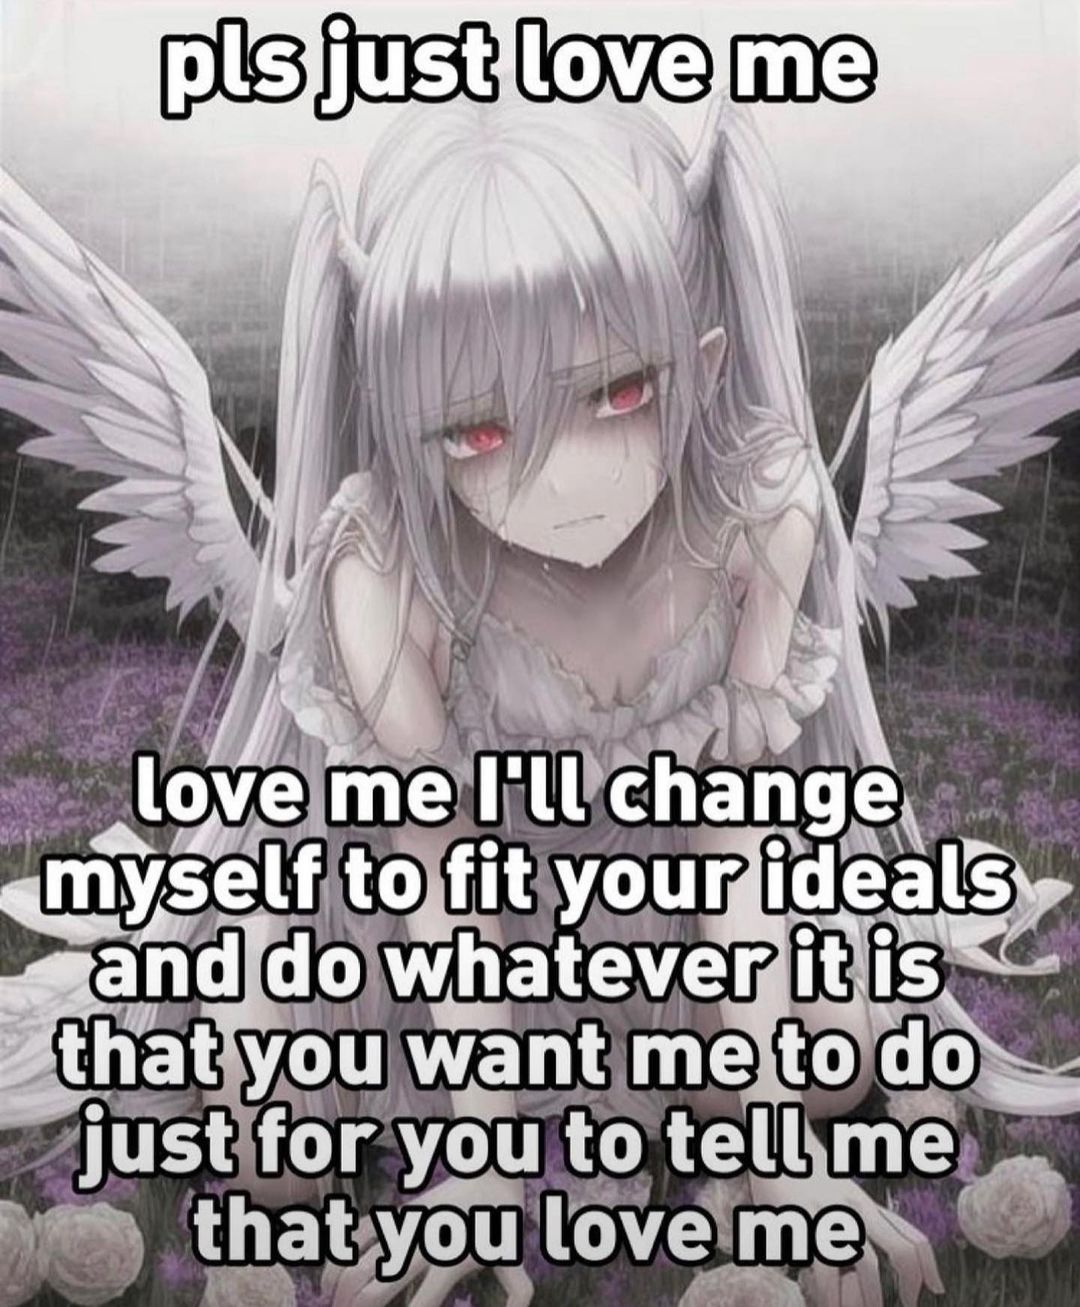 pls just love me
love me I'll change
myself to fit your ideals
and do whatever it is
that you want me to do
just for you to tell me
that you love me